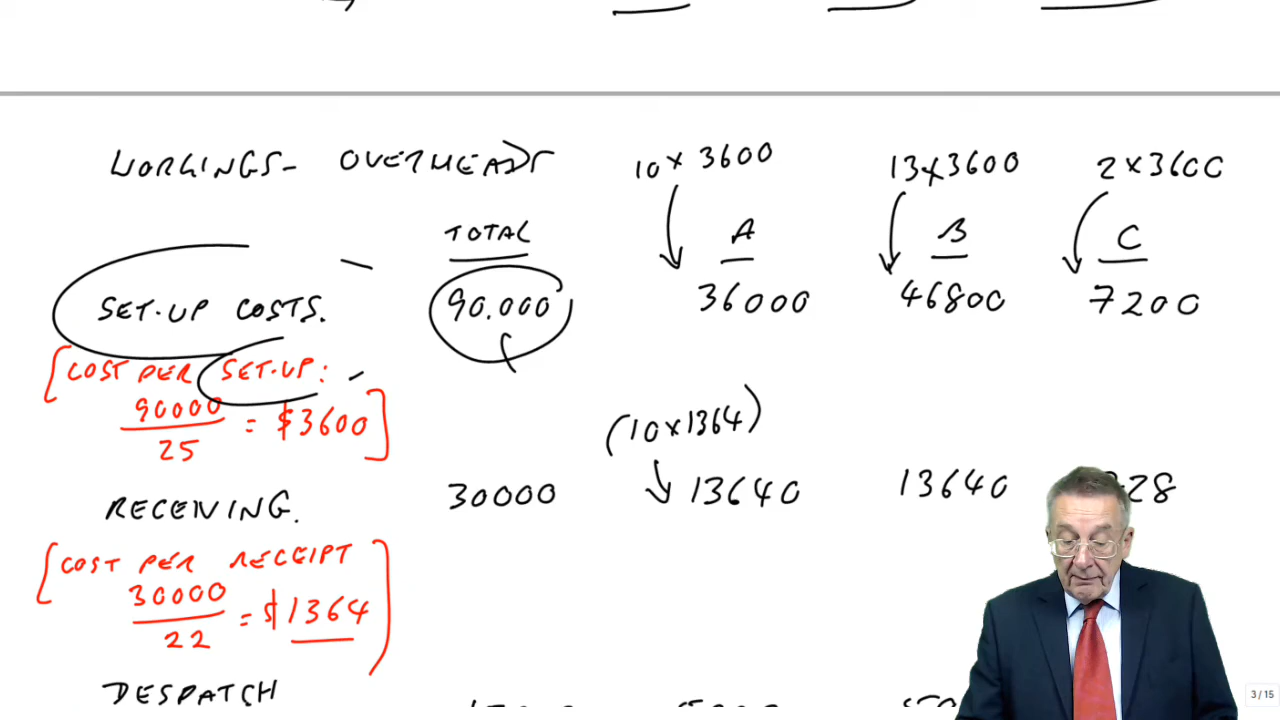 WORKINGS - OVERHEADS
10 x 3600 13 x 3600 2 x 3600
TOTAL A B C
SET-UP COSTS. 90.000 36000 46800 7200
[COST PER SET-UP:
90000
25
= $3600]
(10 x 1364)
RECEIVING. 30000 13640 13640 28
[COST PER RECEIPT
30000
22
= $1364]
DESPATCH
3 / 15